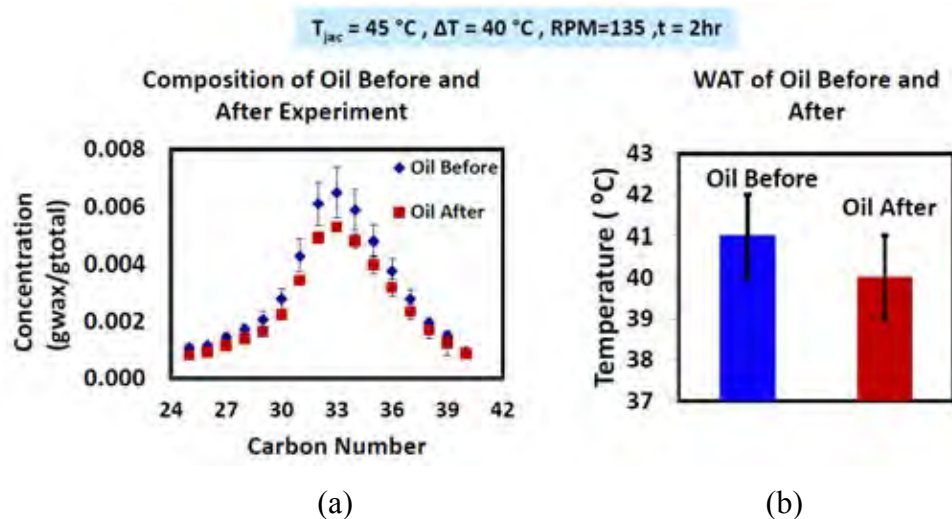 T_jac = 45 °C , ΔT = 40 °C , RPM=135 ,t = 2hr
Composition of Oil Before and
After Experiment
0.008
0.006
0.004
0.002
0.000
Concentration
(gwax/gtotal)
Oil Before
Oil After
24 27 30 33 36 39 42
Carbon Number
(a)
WAT of Oil Before and
After
43
42
41
40
39
38
37
Temperature ( °C)
Oil Before
Oil After
(b)